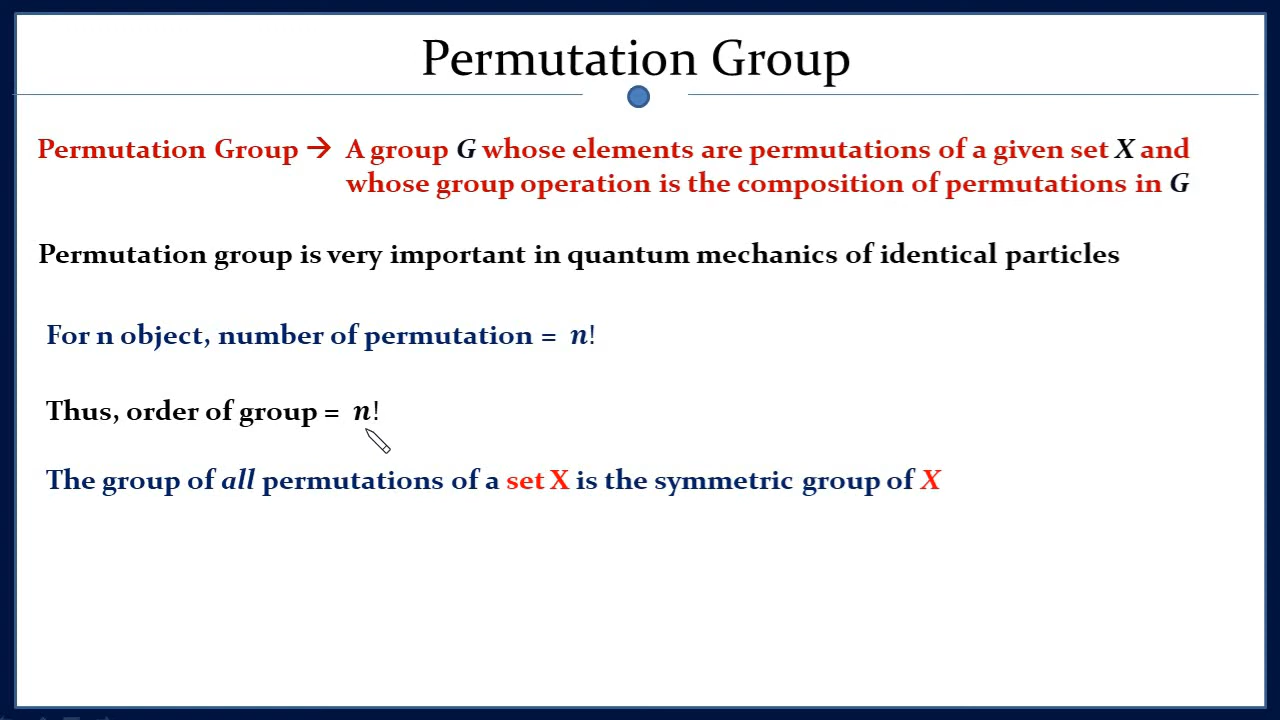 Permutation Group
Permutation Group → A group G whose elements are permutations of a given set X and
whose group operation is the composition of permutations in G
Permutation group is very important in quantum mechanics of identical particles
For n object, number of permutation = n!
Thus, order of group = n!
The group of all permutations of a set X is the symmetric group of X